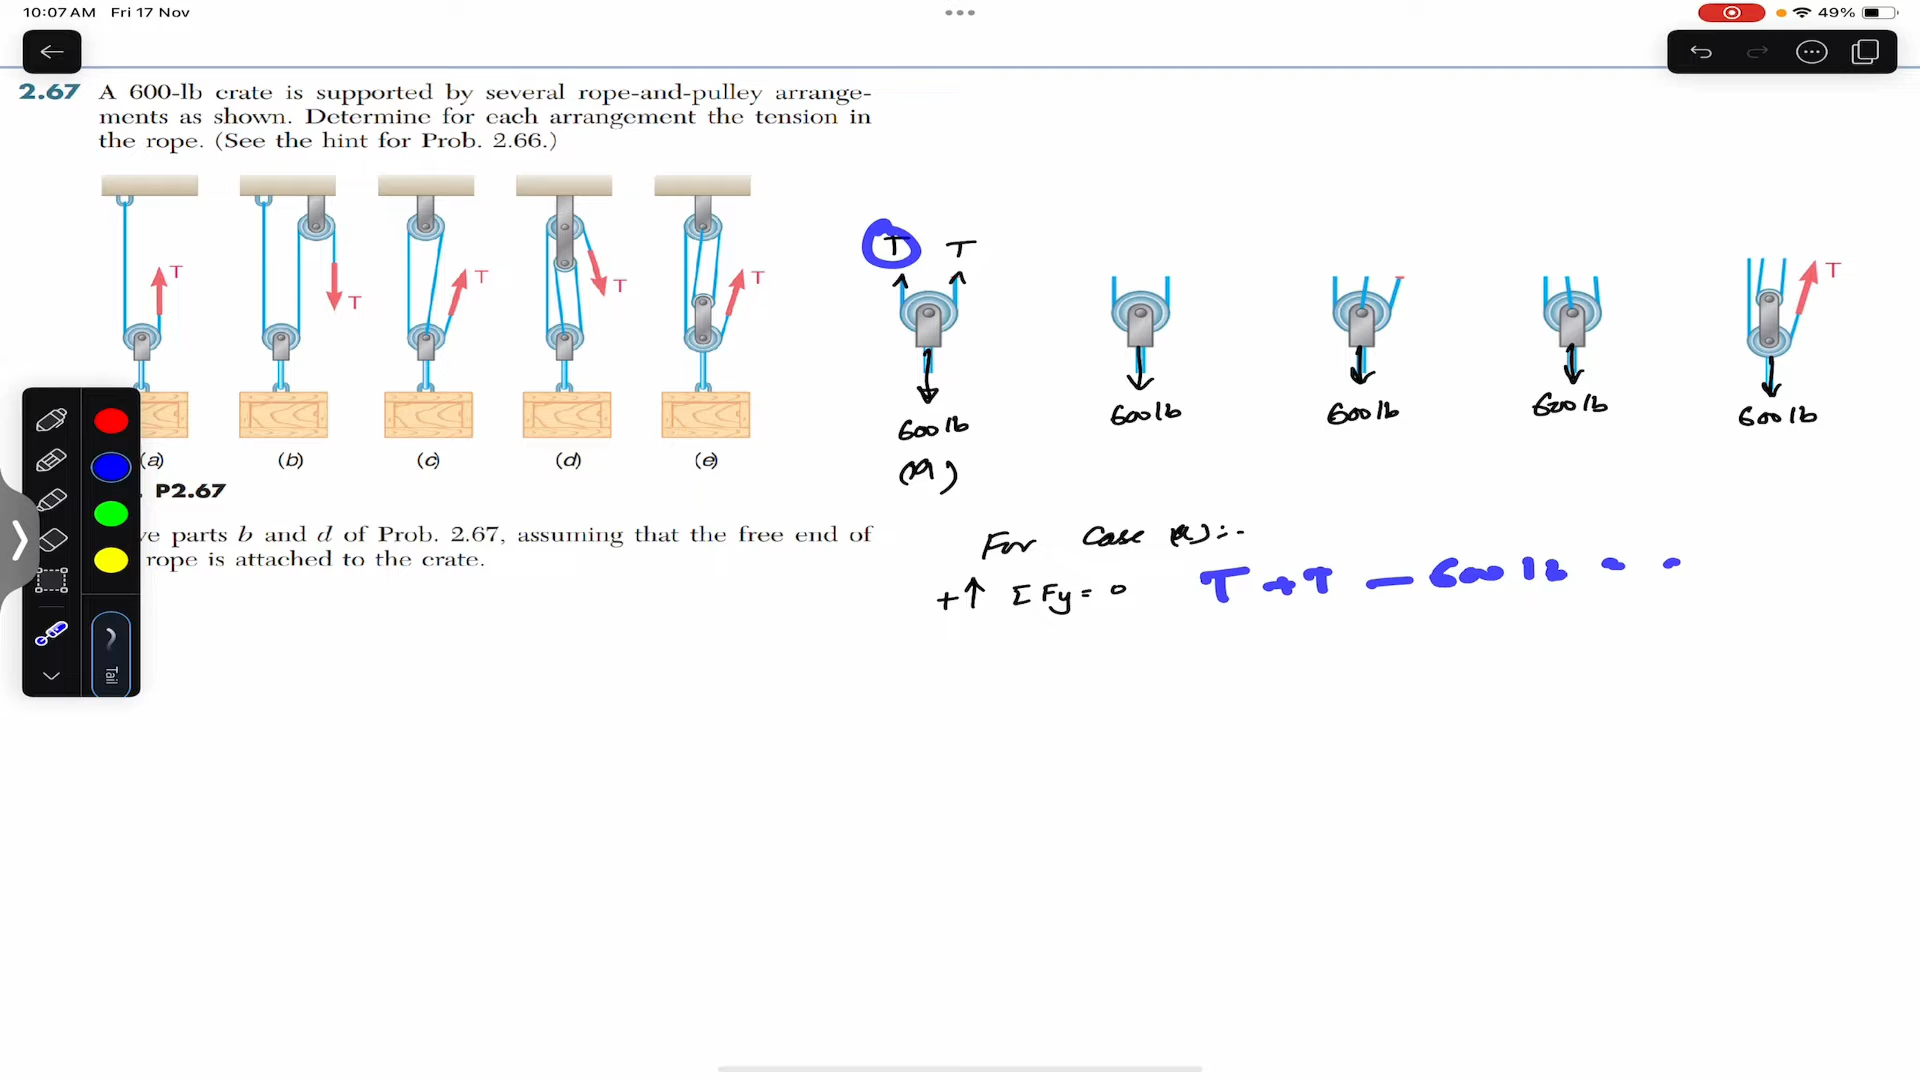 10:07 AM Fri 17 Nov
49%
2.67 A 600-lb crate is supported by several rope-and-pulley arrange-
ments as shown. Determine for each arrangement the tension in
the rope. (See the hint for Prob. 2.66.)
T T
T
T
T
T
T
T
600 lb
600 lb
600 lb
600 lb
600 lb
(a)
(a) (b) (c) (d) (e)
P2.67
ve parts b and d of Prob. 2.67, assuming that the free end of
rope is attached to the crate.
For Case (a):-
+↑ Σ Fy = 0 T + T — 600 lb
Tail